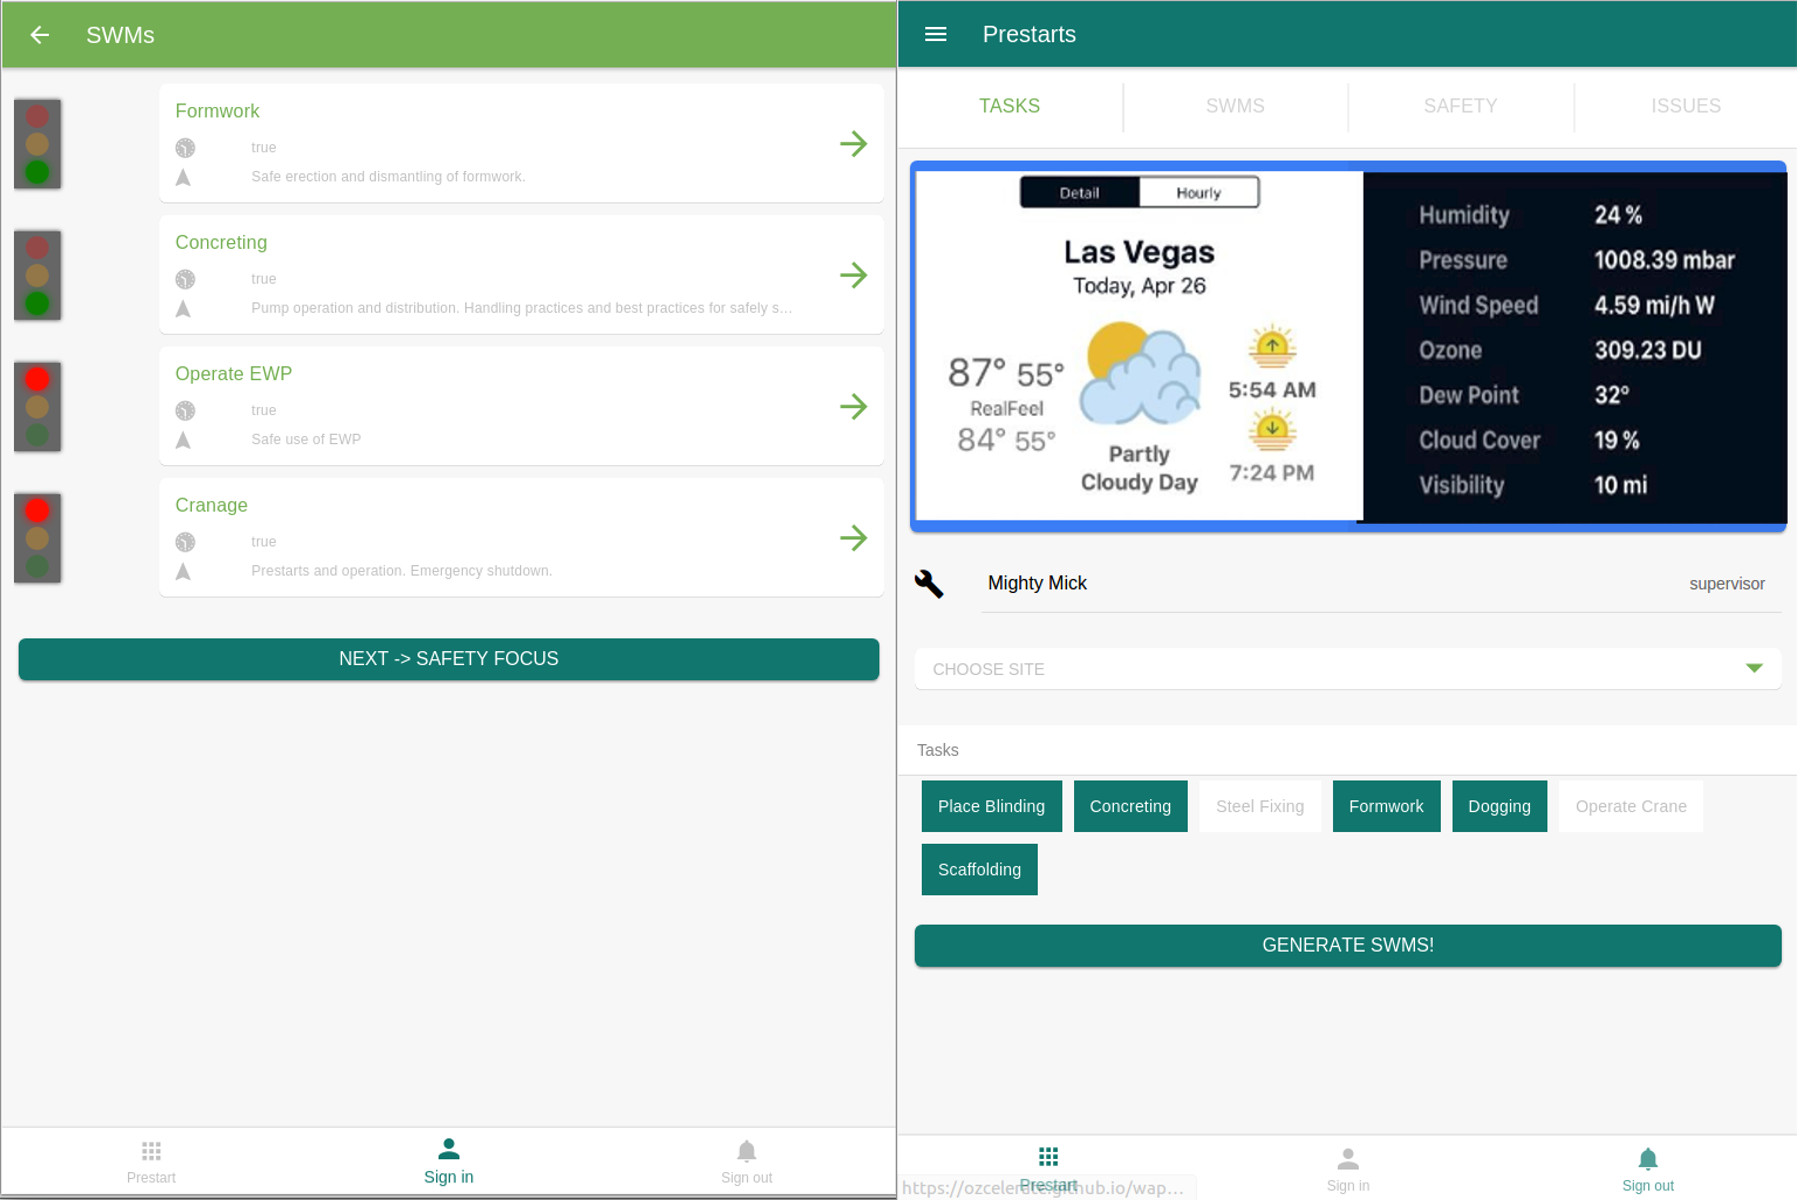 SWMs
Formwork
true
Safe erection and dismantling of formwork.
Concreting
true
Pump operation and distribution. Handling practices and best practices for safely s...
Operate EWP
true
Safe use of EWP
Cranage
true
Prestarts and operation. Emergency shutdown.
NEXT -> SAFETY FOCUS
Prestart
Sign in
Sign out
Prestarts
TASKS SWMS SAFETY ISSUES
Detail Hourly
Las Vegas
Today, Apr 26
87° 55°
RealFeel
84° 55°
Partly
Cloudy Day
5:54 AM
7:24 PM
Humidity 24 %
Pressure 1008.39 mbar
Wind Speed 4.59 mi/h W
Ozone 309.23 DU
Dew Point 32°
Cloud Cover 19 %
Visibility 10 mi
Mighty Mick supervisor
CHOOSE SITE
Tasks
Place Blinding Concreting Steel Fixing Formwork Dogging Operate Crane
Scaffolding
GENERATE SWMS!
Prestart
Sign in
Sign out